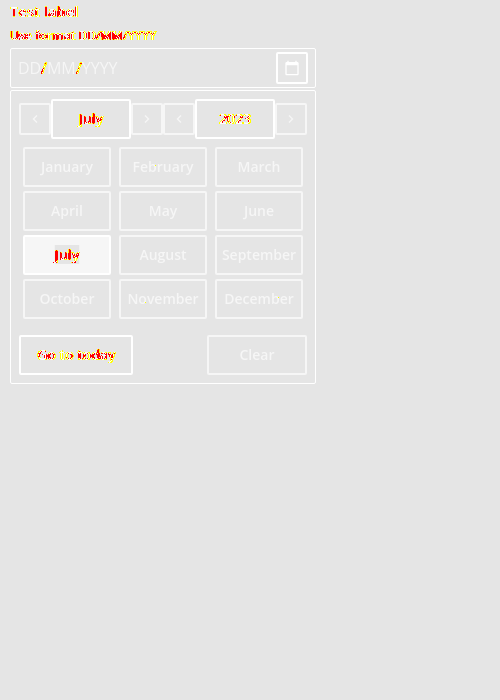 Test Label
Use format DD/MM/YYYY
DD/MM/YYYY
July
January February March
April May June
July August September
October November December
Go to today Clear